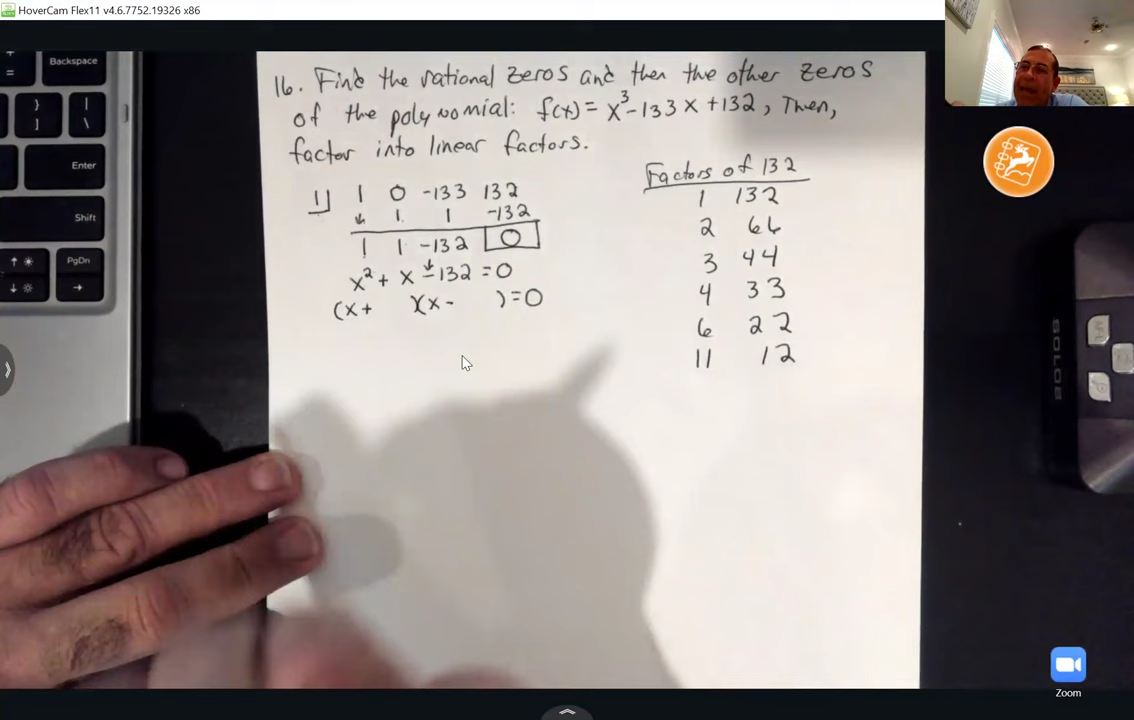 HoverCam Flex11 v4.6.7752.19326 x86
16. Find the rational zeros and then the other zeros
of the polynomial: f(x) = x³ - 133x + 132, Then,
factor into linear factors.
1 1 0 -133 132
1 1 -132
1 1 -132 0
x² + x - 132 = 0
(x + )(x - ) = 0
Factors of 132
1 132
2 66
3 44
4 33
6 22
11 12
Backspace
Enter
Shift
PgDn
Zoom